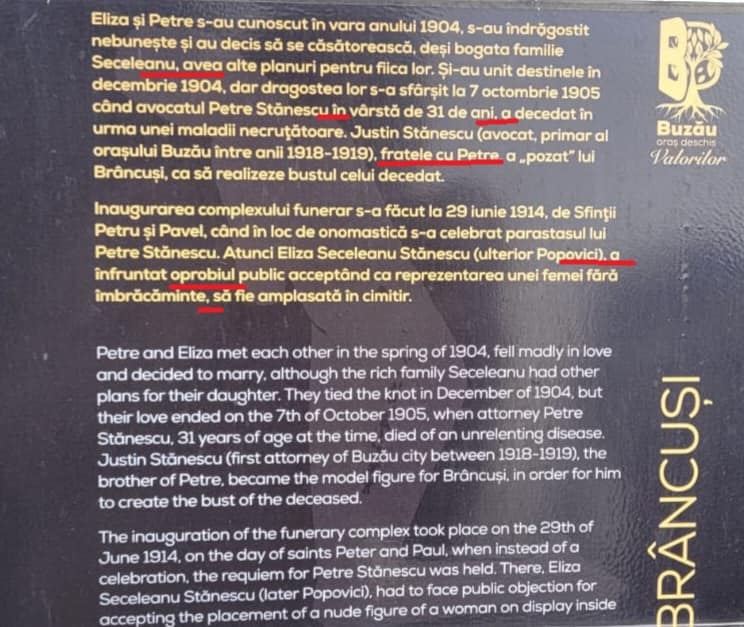 Eliza și Petre s-au cunoscut în vara anului 1904, s-au îndrăgostit
nebunește și au decis să se căsătorească, deși bogata familie
Seceleanu, avea alte planuri pentru fiica lor. Și-au unit destinele în
decembrie 1904, dar dragostea lor s-a sfârșit la 7 octombrie 1905
când avocatul Petre Stănescu în vârstă de 31 de ani, a decedat în
urma unei maladii necruțătoare. Justin Stănescu (avocat, primar al
orașului Buzău între anii 1918-1919), fratele cu Petre, a „pozat” lui
Brâncuși, ca să realizeze bustul celui decedat.
Inaugurarea complexului funerar s-a făcut la 29 iunie 1914, de Sfinții
Petru și Pavel, când în loc de onomastică s-a celebrat parastasul lui
Petre Stănescu. Atunci Eliza Seceleanu Stănescu (ulterior Popovici), a
înfruntat oprobiul public acceptând ca reprezentarea unei femei fără
îmbrăcăminte, să fie amplasată în cimitir.
Petre and Eliza met each other in the spring of 1904, fell madly in love
and decided to marry, although the rich family Seceleanu had other
plans for their daughter. They tied the knot in December of 1904, but
their love ended on the 7th of October 1905, when attorney Petre
Stănescu, 31 years of age at the time, died of an unrelenting disease.
Justin Stănescu (first attorney of Buzău city between 1918-1919), the
brother of Petre, became the model figure for Brâncuși, in order for him
to create the bust of the deceased.
The inauguration of the funerary complex took place on the 29th of
June 1914, on the day of saints Peter and Paul, when instead of a
celebration, the requiem for Petre Stănescu was held. There, Eliza
Seceleanu Stănescu (later Popovici), had to face public objection for
accepting the placement of a nude figure of a woman on display inside
Buzău
oraș deschis
Valorilor
BRÂNCUȘI